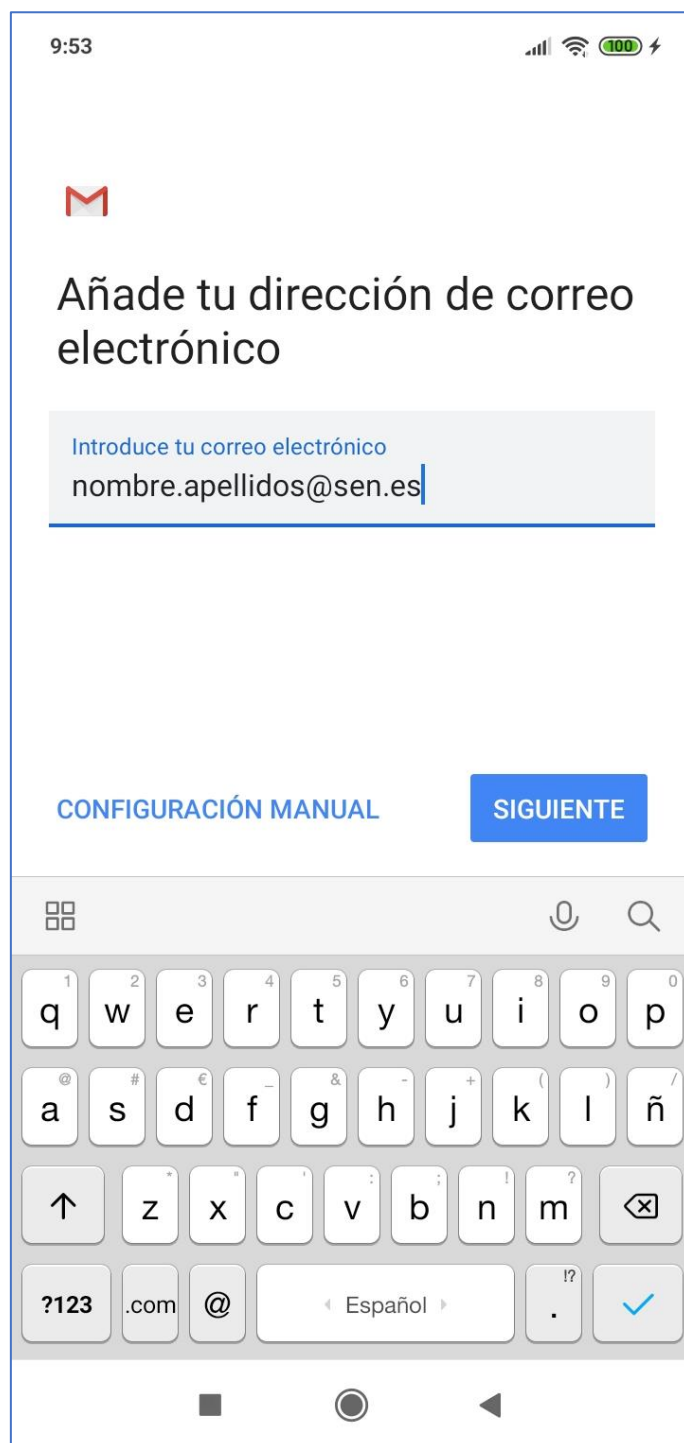 9:53
100
Añade tu dirección de correo
electrónico
Introduce tu correo electrónico
nombre.apellidos@sen.es
CONFIGURACIÓN MANUAL
SIGUIENTE
1 2 3 4 5 6 7 8 9 0
q w e r t y u i o p
@ # € _ & - + ( ) /
a s d f g h j k l ñ
* " ' : ; ! ?
z x c v b n m
!?
?123 .com @ Español .